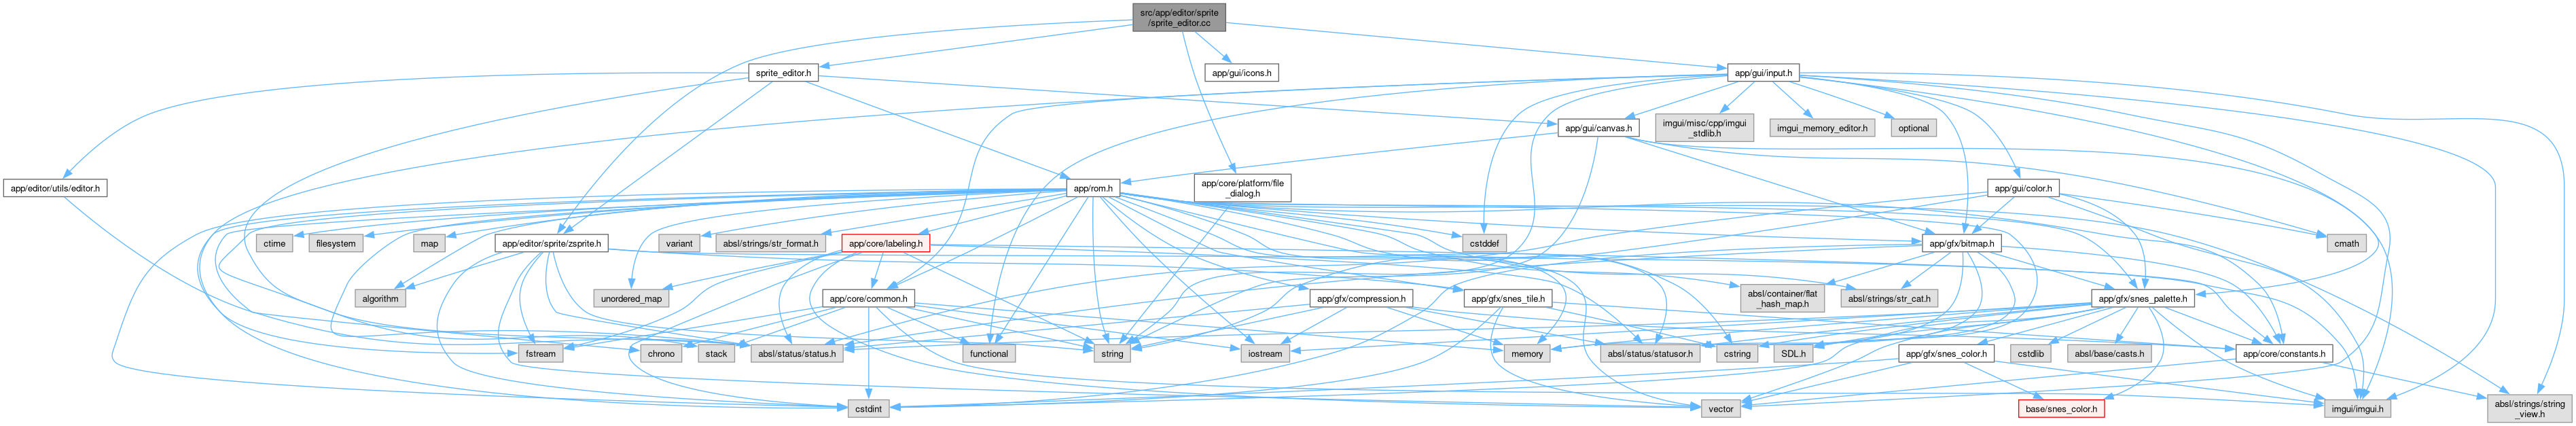 src/app/editor/sprite
/sprite_editor.cc
sprite_editor.h
app/gui/icons.h
app/gui/input.h
app/gui/canvas.h
imgui/misc/cpp/imgui
_stdlib.h
imgui_memory_editor.h
optional
app/editor/utils/editor.h
app/rom.h
app/core/platform/file
_dialog.h
app/gui/color.h
ctime
filesystem
map
app/editor/sprite/zsprite.h
variant
absl/strings/str_format.h
app/core/labeling.h
cstddef
app/gfx/bitmap.h
cmath
algorithm
unordered_map
app/core/common.h
app/gfx/compression.h
app/gfx/snes_tile.h
absl/container/flat
_hash_map.h
absl/strings/str_cat.h
app/gfx/snes_palette.h
fstream
chrono
stack
absl/status/status.h
functional
string
iostream
memory
absl/status/statusor.h
cstring
SDL.h
app/gfx/snes_color.h
cstdlib
absl/base/casts.h
app/core/constants.h
cstdint
vector
base/snes_color.h
imgui/imgui.h
absl/strings/string
_view.h